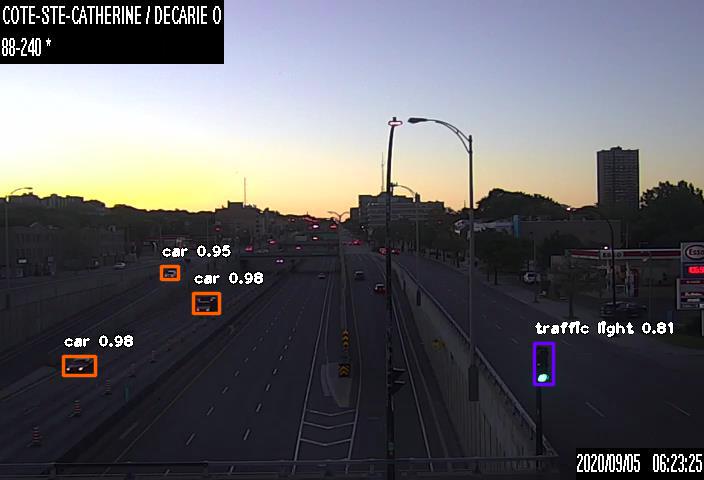 COTE-STE-CATHERINE / DECARIE O
88-240 *
car 0.95
car 0.98
car 0.98
traffic light 0.81
Esso
2020/09/05 06:23:25